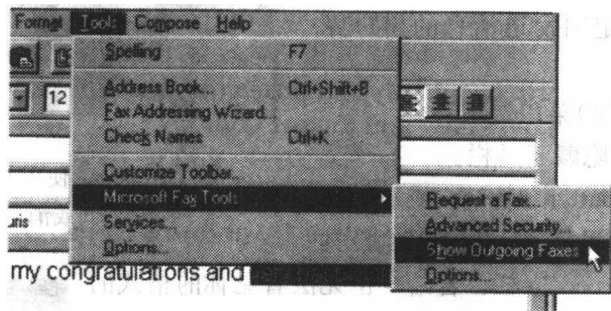 Format Tools Compose Help
Spelling F7
12
Address Book... Ctrl+Shift+B
Fax Addressing Wizard...
Check Names Ctrl+K
Customize Toolbar...
Microsoft Fax Tools
Request a Fax...
Services...
Advanced Security...
Options...
Show Outgoing Faxes
Options...
uris
my congratulations and